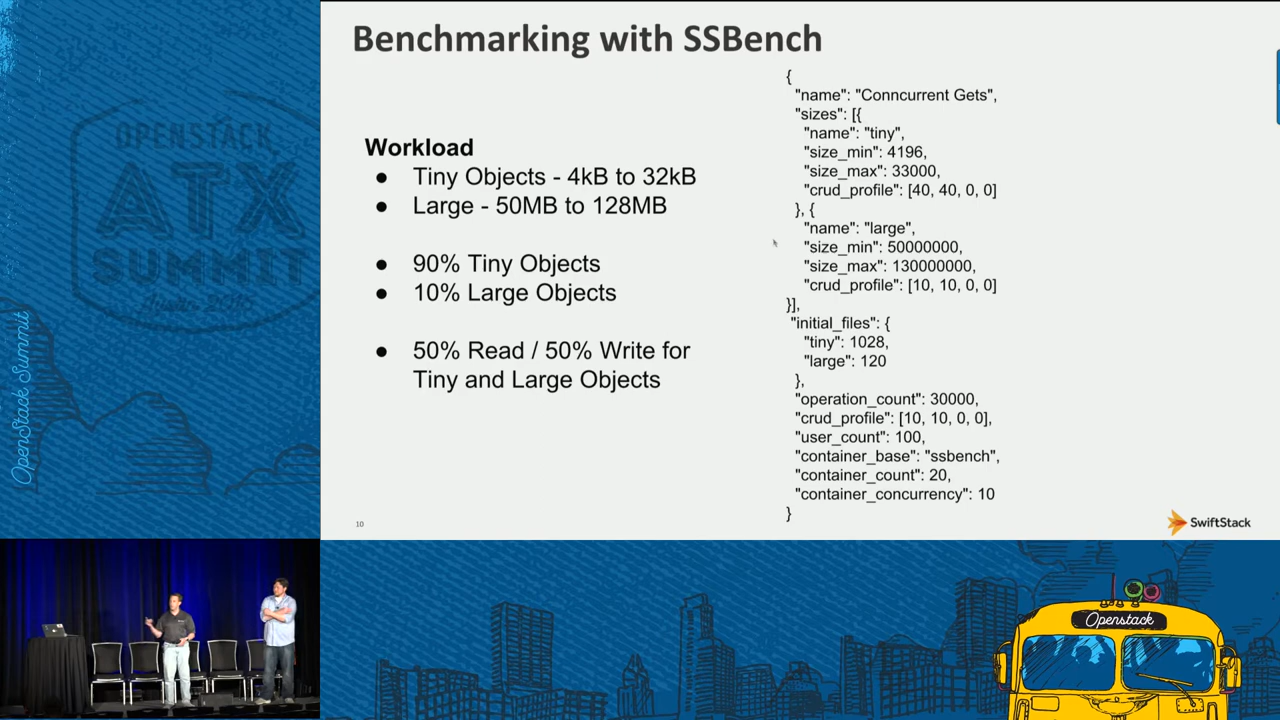 Benchmarking with SSBench
Workload
● Tiny Objects - 4kB to 32kB
● Large - 50MB to 128MB
● 90% Tiny Objects
● 10% Large Objects
● 50% Read / 50% Write for
Tiny and Large Objects
{
"name": "Conncurrent Gets",
"sizes": [{
"name": "tiny",
"size_min": 4196,
"size_max": 33000,
"crud_profile": [40, 40, 0, 0]
}, {
"name": "large",
"size_min": 50000000,
"size_max": 130000000,
"crud_profile": [10, 10, 0, 0]
}],
"initial_files": {
"tiny": 1028,
"large": 120
},
"operation_count": 30000,
"crud_profile": [10, 10, 0, 0],
"user_count": 100,
"container_base": "ssbench",
"container_count": 20,
"container_concurrency": 10
}
10
SwiftStack
OPENSTACK
ATX
SUMMIT
OpenStack Summit
Openstack